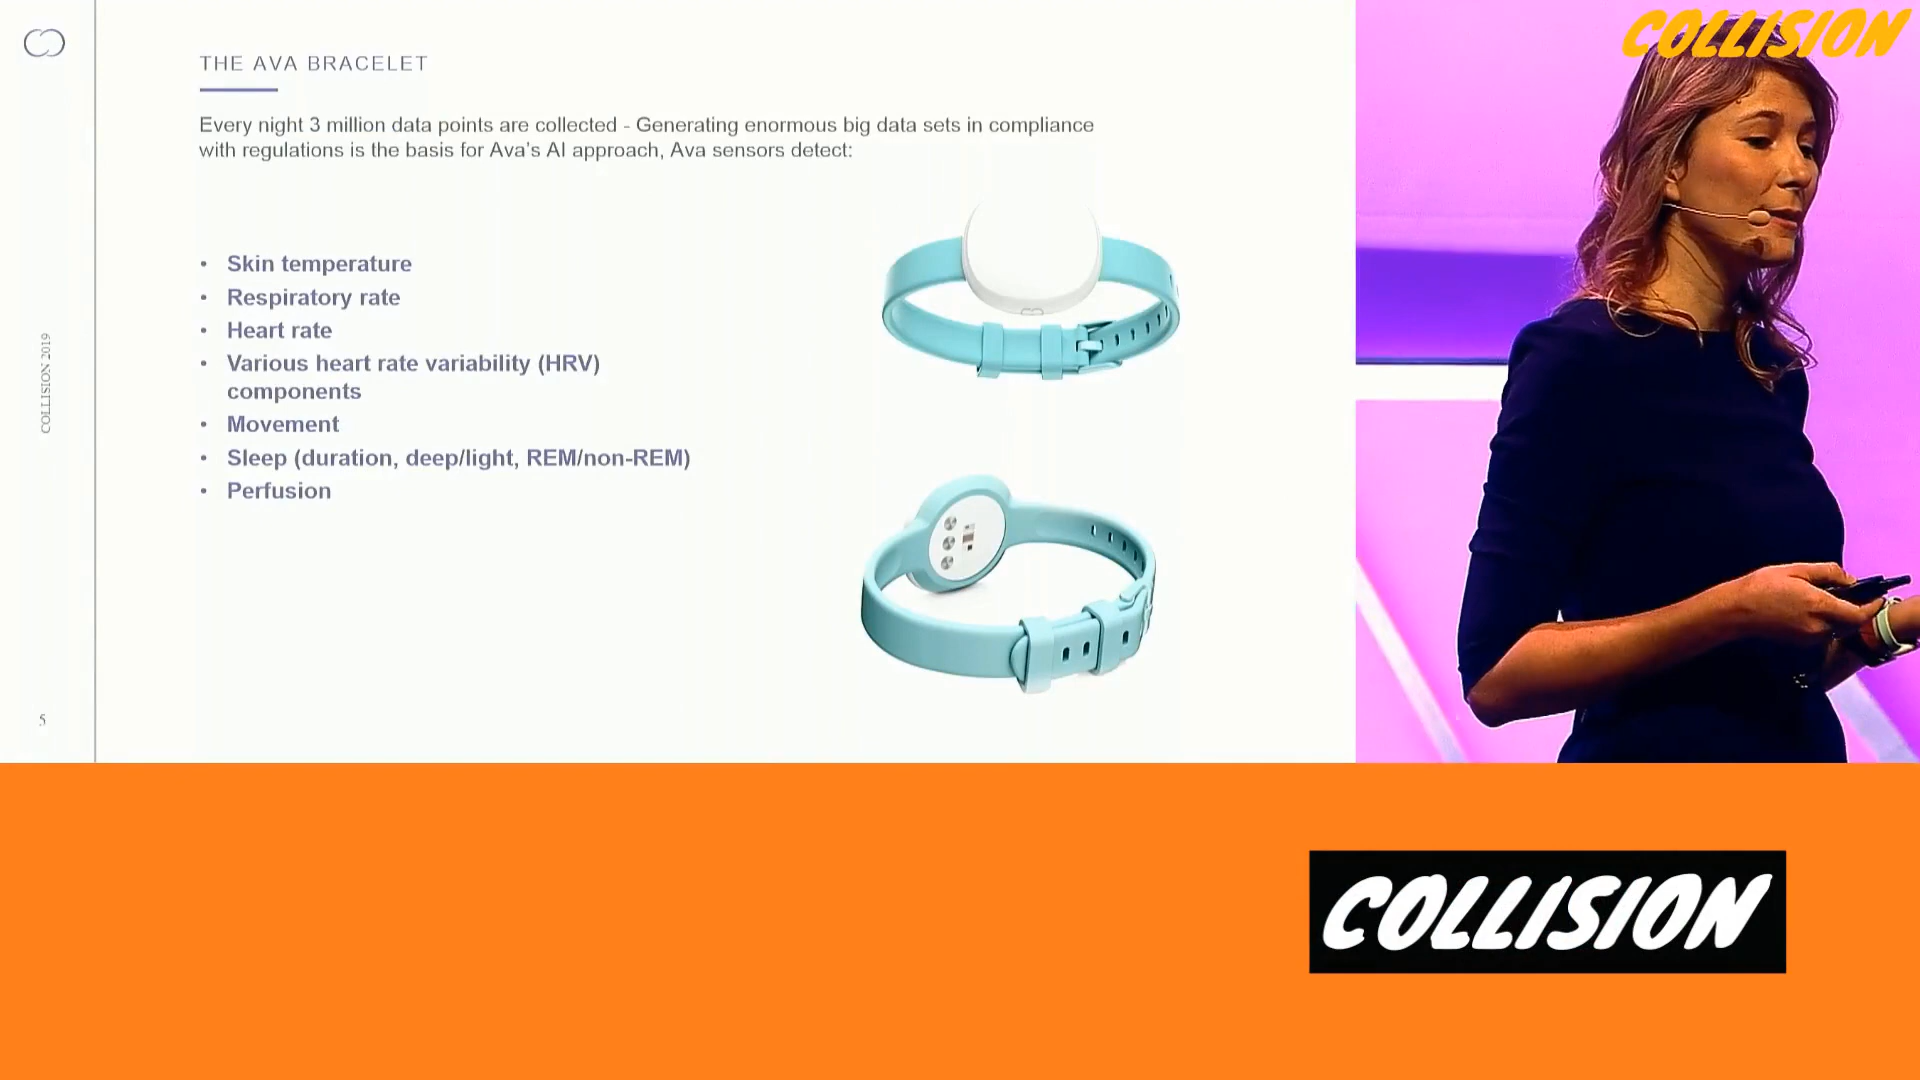 COLLISION
THE AVA BRACELET
Every night 3 million data points are collected - Generating enormous big data sets in compliance
with regulations is the basis for Ava's AI approach, Ava sensors detect:
• Skin temperature
• Respiratory rate
• Heart rate
• Various heart rate variability (HRV)
components
• Movement
• Sleep (duration, deep/light, REM/non-REM)
• Perfusion
COLLISION 2019
5
COLLISION